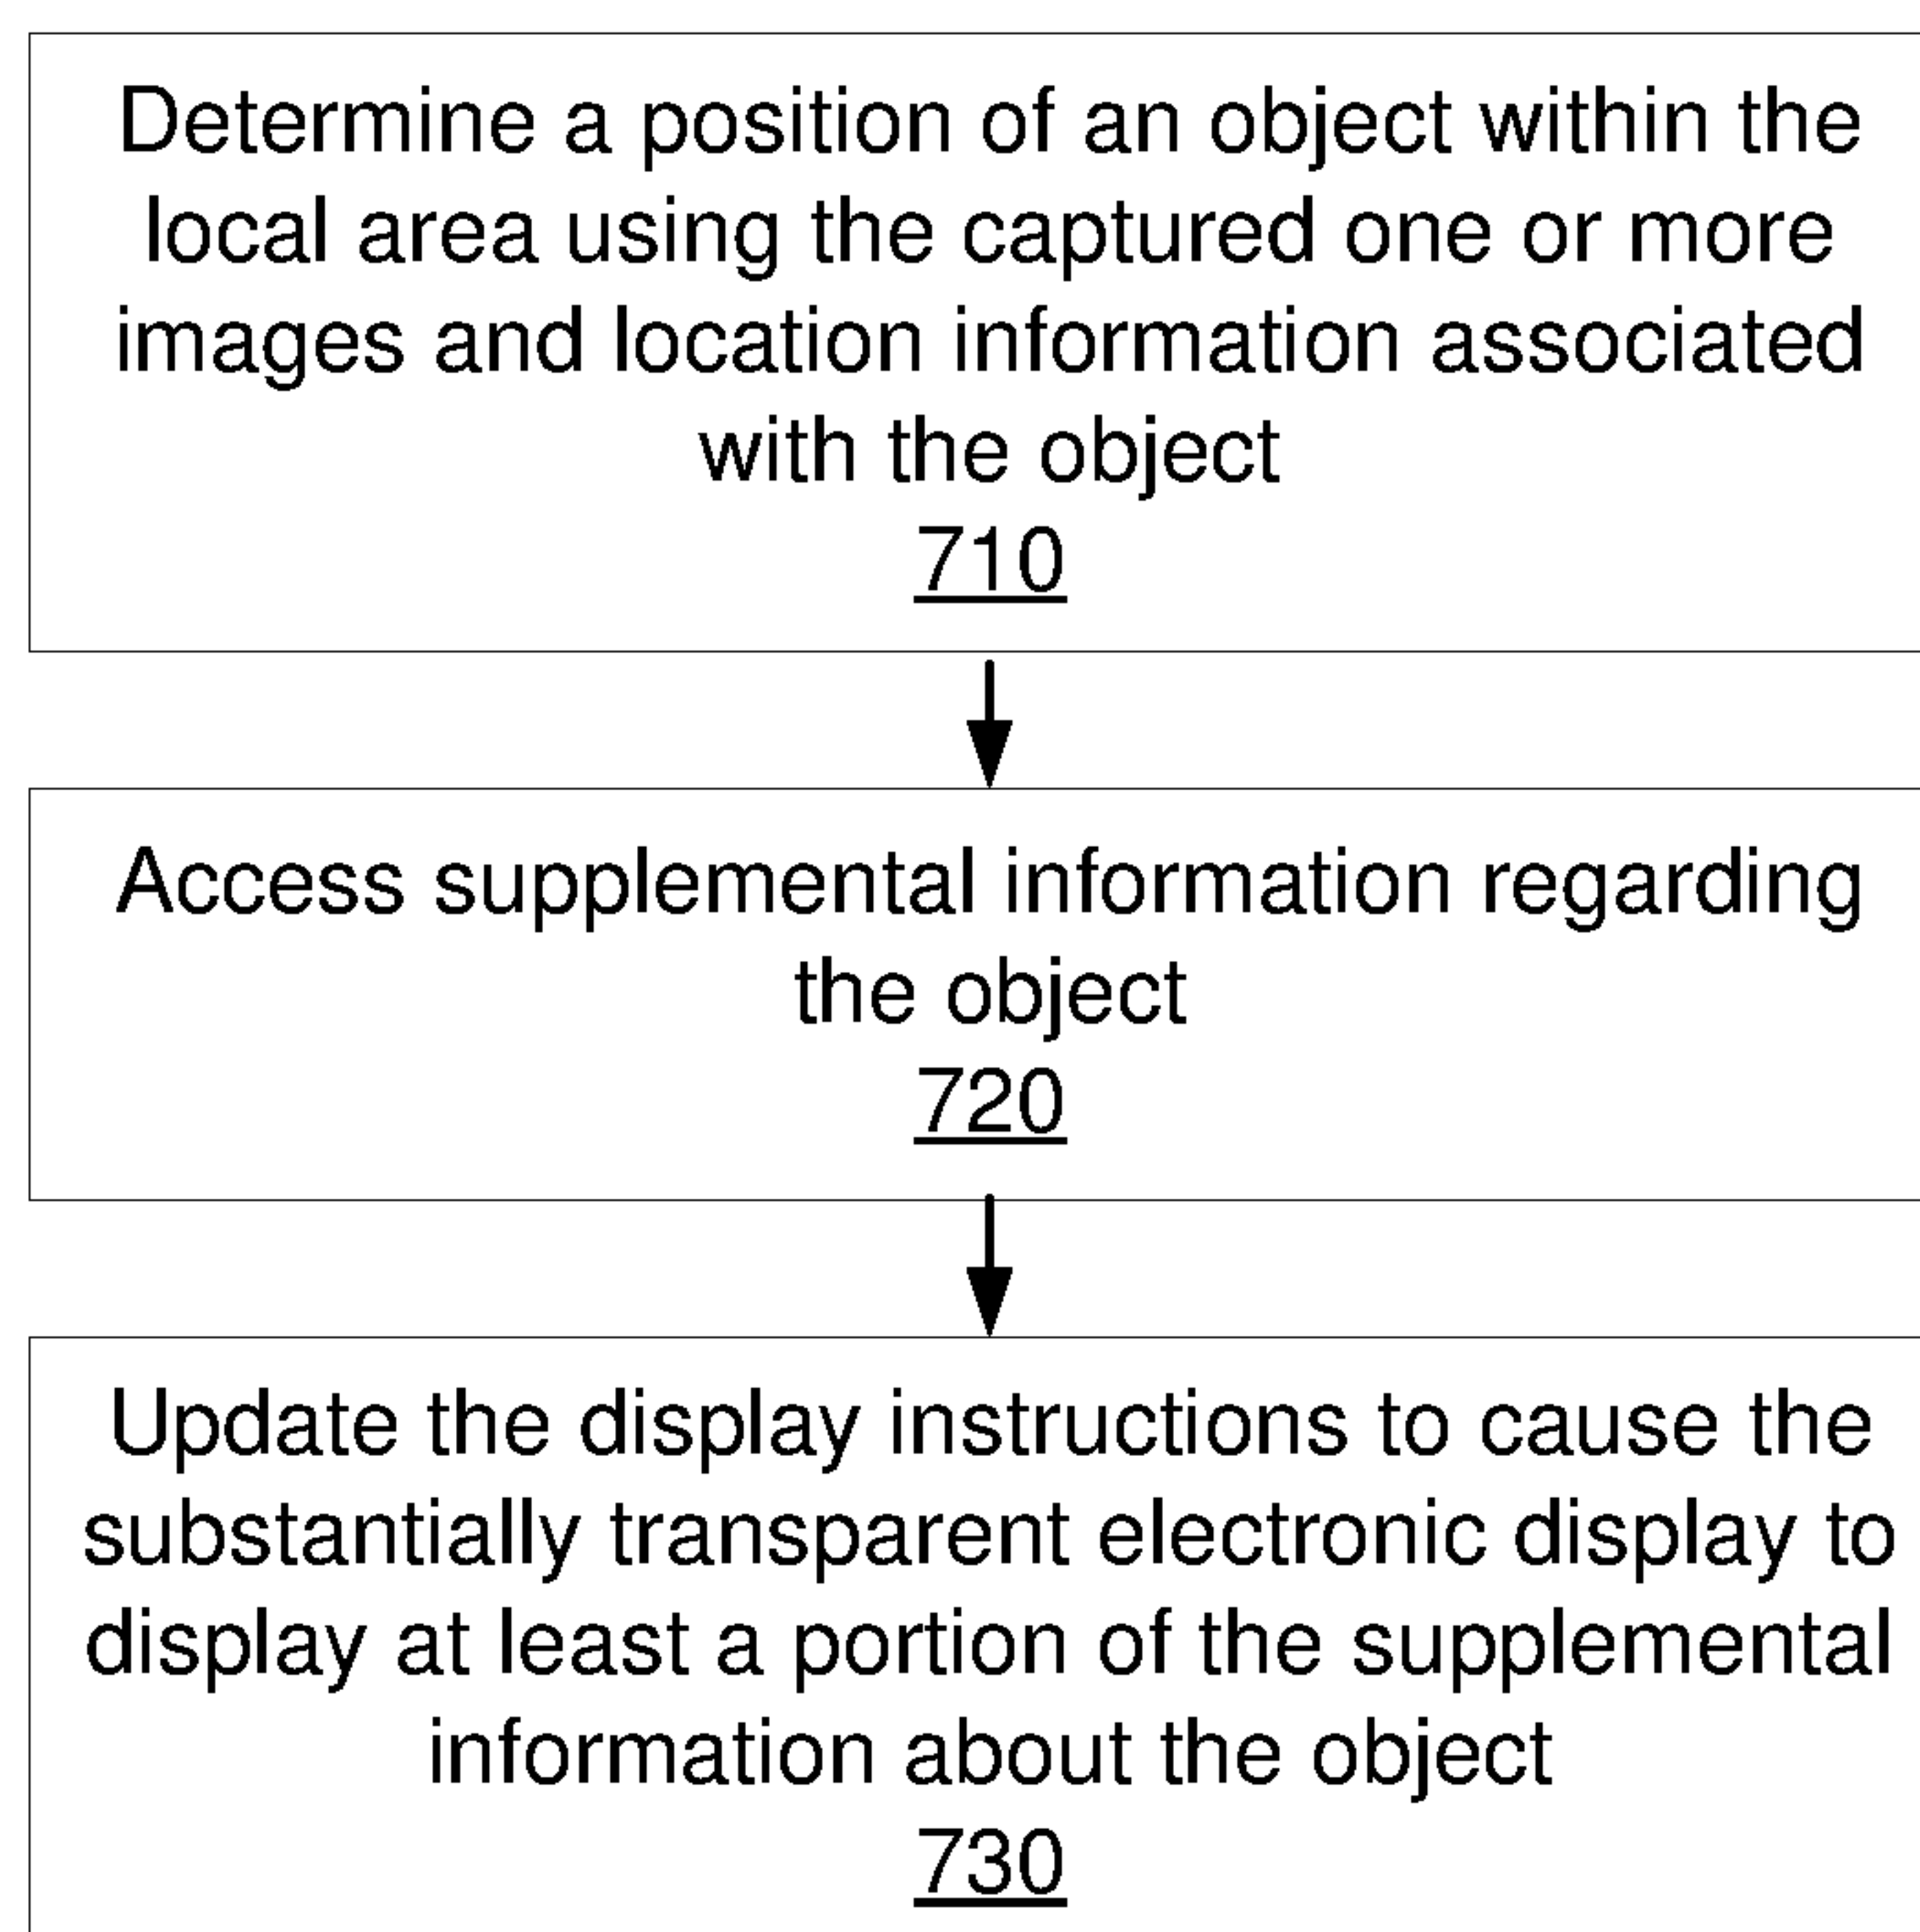 Determine a position of an object within the
local area using the captured one or more
images and location information associated
with the object
710
Access supplemental information regarding
the object
720
Update the display instructions to cause the
substantially transparent electronic display to
display at least a portion of the supplemental
information about the object
730